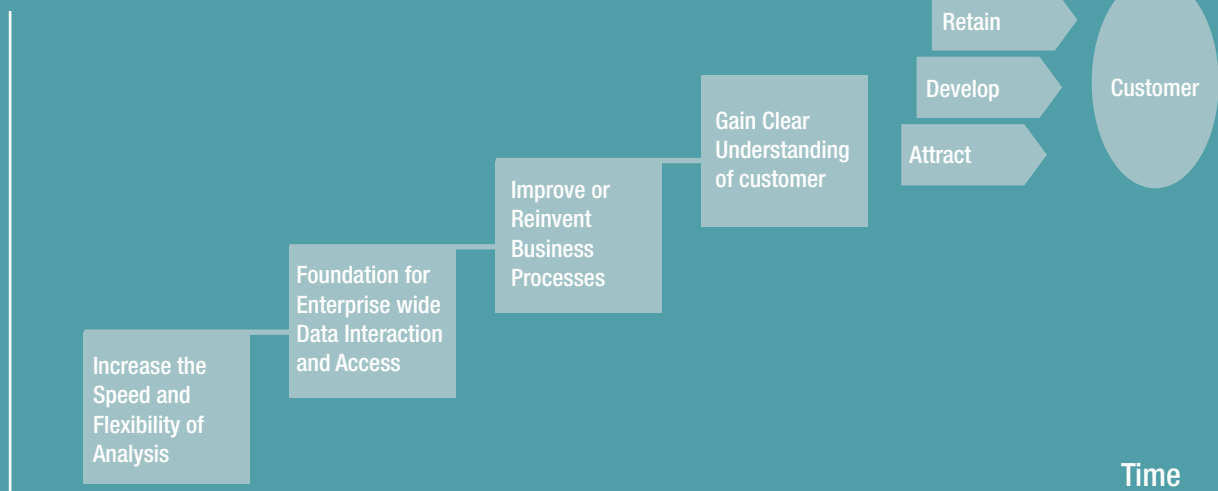 Retain
Develop
Attract
Customer
Gain Clear
Understanding
of customer
Improve or
Reinvent
Business
Processes
Foundation for
Enterprise wide
Data Interaction
and Access
Increase the
Speed and
Flexibility of
Analysis
Time